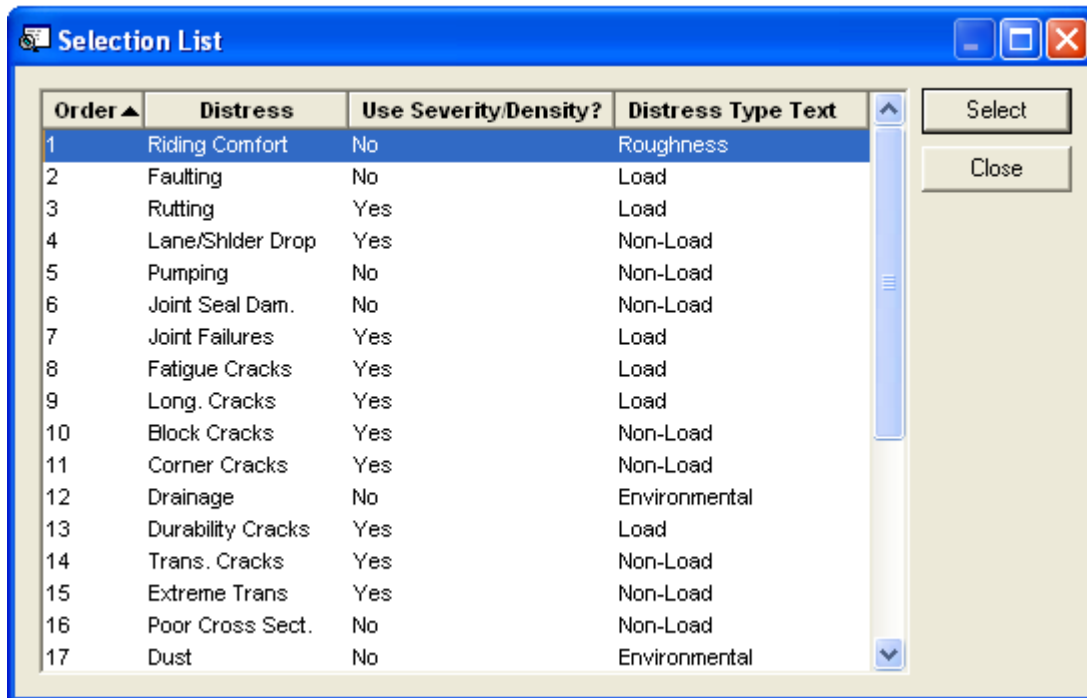 Selection List
Order Distress Use Severity/Density? Distress Type Text
1 Riding Comfort No Roughness
2 Faulting No Load
3 Rutting Yes Load
4 Lane/Shlder Drop Yes Non-Load
5 Pumping No Non-Load
6 Joint Seal Dam. No Non-Load
7 Joint Failures Yes Load
8 Fatigue Cracks Yes Load
9 Long. Cracks Yes Load
10 Block Cracks Yes Non-Load
11 Corner Cracks Yes Non-Load
12 Drainage No Environmental
13 Durability Cracks Yes Load
14 Trans. Cracks Yes Non-Load
15 Extreme Trans Yes Non-Load
16 Poor Cross Sect. No Non-Load
17 Dust No Environmental
Select
Close